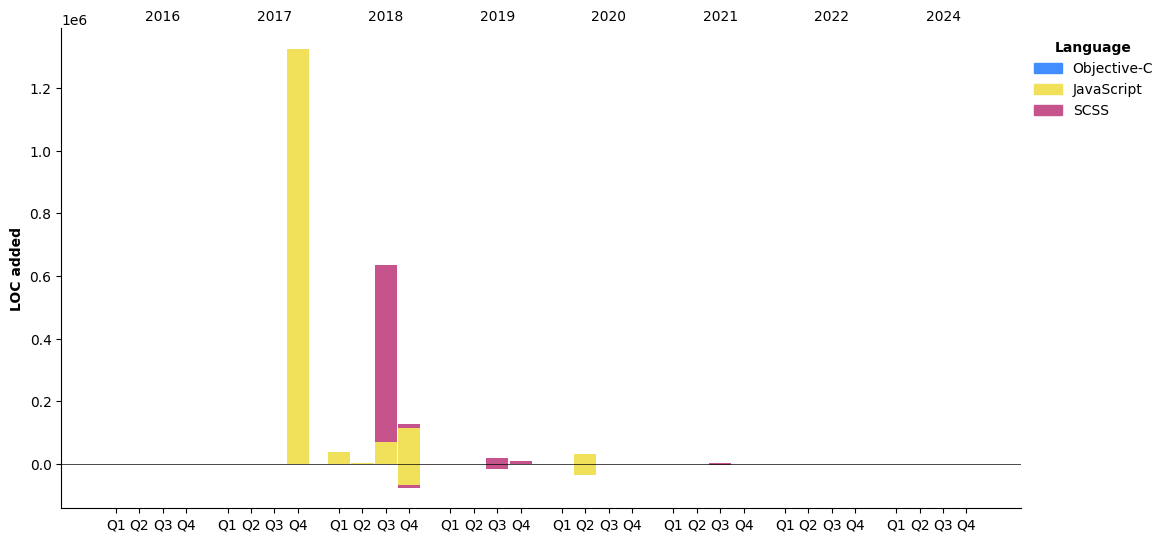 2016 2017 2018 2019 2020 2021 2022 2024
1e6
Language
Objective-C
JavaScript
SCSS
LOC added
1.2
1.0
0.8
0.6
0.4
0.2
0.0
Q1 Q2 Q3 Q4 Q1 Q2 Q3 Q4 Q1 Q2 Q3 Q4 Q1 Q2 Q3 Q4 Q1 Q2 Q3 Q4 Q1 Q2 Q3 Q4 Q1 Q2 Q3 Q4 Q1 Q2 Q3 Q4